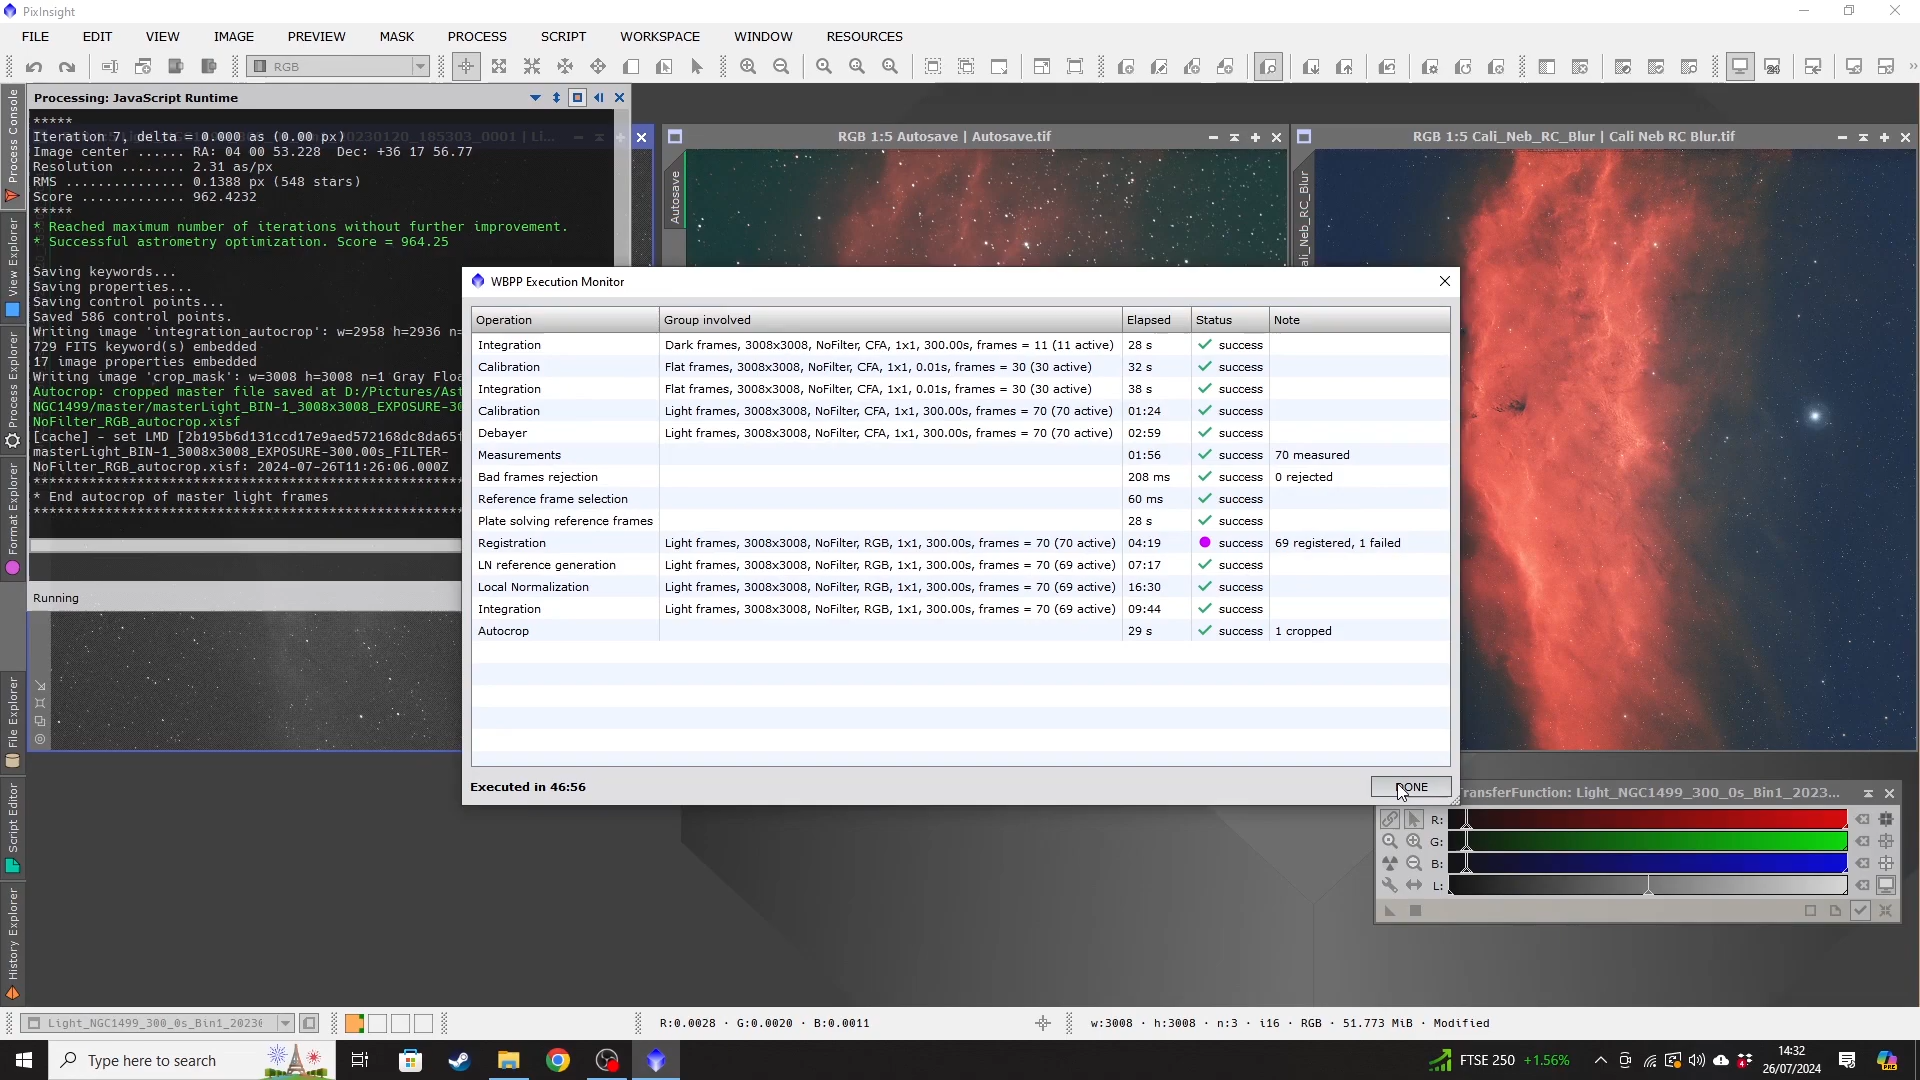 PixInsight
FILE EDIT VIEW IMAGE PREVIEW MASK PROCESS SCRIPT WORKSPACE WINDOW RESOURCES
RGB
Processing: JavaScript Runtime
*****
Iteration 7, delta = 0.000 as (0.00 px)
Image center ...... RA: 04 00 53.228 Dec: +36 17 56.77
Resolution ........ 2.31 as/px
RMS ............... 0.1388 px (548 stars)
Score ............. 962.4232
*****
* Reached maximum number of iterations without further improvement.
* Successful astrometry optimization. Score = 964.25
Saving keywords...
Saving properties...
Saving control points...
Saved 586 control points.
Writing image 'integration_autocrop': w=2958 h=2936 n=
729 FITS keyword(s) embedded
17 image properties embedded
Writing image 'crop_mask': w=3008 h=3008 n=1 Gray Floa
Autocrop: cropped master file saved at D:/Pictures/Ast
NGC1499/master/masterLight_BIN-1_3008x3008_EXPOSURE-30
NoFilter_RGB_autocrop.xisf
[cache] - set LMD [2b195b6d131ccd17e9aed572168dc8da65f
masterLight_BIN-1_3008x3008_EXPOSURE-300.00s_FILTER-
NoFilter_RGB_autocrop.xisf: 2024-07-26T11:26:06.000Z
* End autocrop of master light frames
Running
20230120_185303_0001 | Li...
RGB 1:5 Autosave | Autosave.tif
Autosave
RGB 1:5 Cali_Neb_RC_Blur | Cali Neb RC Blur.tif
Cali_Neb_RC_Blur
Process Console
View Explorer
Process Explorer
Format Explorer
File Explorer
Script Editor
History Explorer
WBPP Execution Monitor
Operation Group involved Elapsed Status Note
Integration Dark frames, 3008x3008, NoFilter, CFA, 1x1, 300.00s, frames = 11 (11 active) 28 s success
Calibration Flat frames, 3008x3008, NoFilter, CFA, 1x1, 0.01s, frames = 30 (30 active) 32 s success
Integration Flat frames, 3008x3008, NoFilter, CFA, 1x1, 0.01s, frames = 30 (30 active) 38 s success
Calibration Light frames, 3008x3008, NoFilter, CFA, 1x1, 300.00s, frames = 70 (70 active) 01:24 success
Debayer Light frames, 3008x3008, NoFilter, CFA, 1x1, 300.00s, frames = 70 (70 active) 02:59 success
Measurements 01:56 success 70 measured
Bad frames rejection 208 ms success 0 rejected
Reference frame selection 60 ms success
Plate solving reference frames 28 s success
Registration Light frames, 3008x3008, NoFilter, RGB, 1x1, 300.00s, frames = 70 (70 active) 04:19 success 69 registered, 1 failed
LN reference generation Light frames, 3008x3008, NoFilter, RGB, 1x1, 300.00s, frames = 70 (69 active) 07:17 success
Local Normalization Light frames, 3008x3008, NoFilter, RGB, 1x1, 300.00s, frames = 70 (69 active) 16:30 success
Integration Light frames, 3008x3008, NoFilter, RGB, 1x1, 300.00s, frames = 70 (69 active) 09:44 success
Autocrop 29 s success 1 cropped
Executed in 46:56
DONE
TransferFunction: Light_NGC1499_300_0s_Bin1_2023...
R:
G:
B:
L:
Light_NGC1499_300_0s_Bin1_20230
R:0.0028 · G:0.0020 · B:0.0011
w:3008 · h:3008 · n:3 · i16 · RGB · 51.773 MiB · Modified
Type here to search
FTSE 250 +1.56%
14:32
26/07/2024